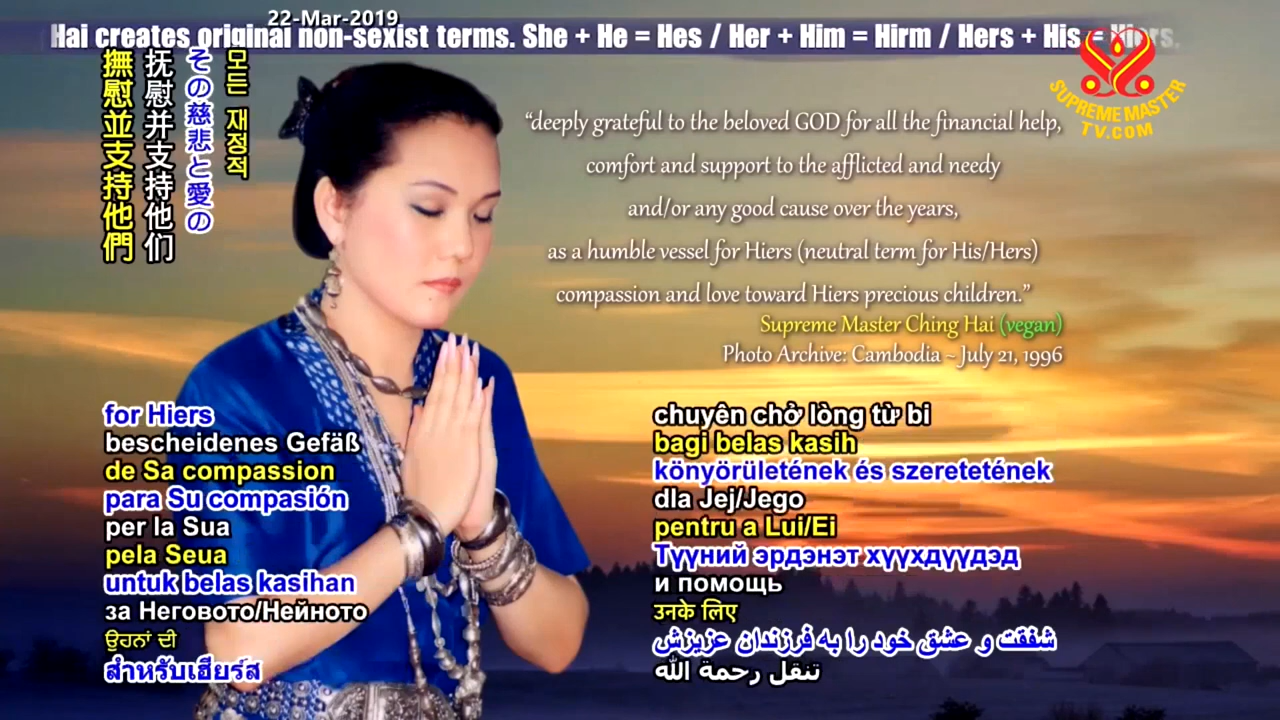 22-Mar-2019
Hai creates original non-sexist terms. She + He = Hes / Her + Him = Hirm / Hers + His = Hiers.
SUPREME MASTER
TV.COM
撫慰並支持他們
抚慰并支持他们
その慈悲と愛の
모든 재정적
“deeply grateful to the beloved GOD for all the financial help,
comfort and support to the afflicted and needy
and/or any good cause over the years,
as a humble vessel for Hiers (neutral term for His/Hers)
compassion and love toward Hiers precious children.”
Supreme Master Ching Hai (vegan)
Photo Archive: Cambodia ~ July 21, 1996
for Hiers
bescheidenes Gefäß
de Sa compassion
para Su compasión
per la Sua
pela Seua
untuk belas kasihan
за Неговото/Нейното
ਉਹਨਾਂ ਦੀ
สำหรับเฮียร์ส
chuyên chở lòng từ bi
bagi belas kasih
könyörületének és szeretetének
dla Jej/Jego
pentru a Lui/Ei
Түүний эрдэнэт хүүхдүүдэд
и помощь
उनके लिए
شفقت و عشق خود را به فرزندان عزیزش
تنقل رحمة الله